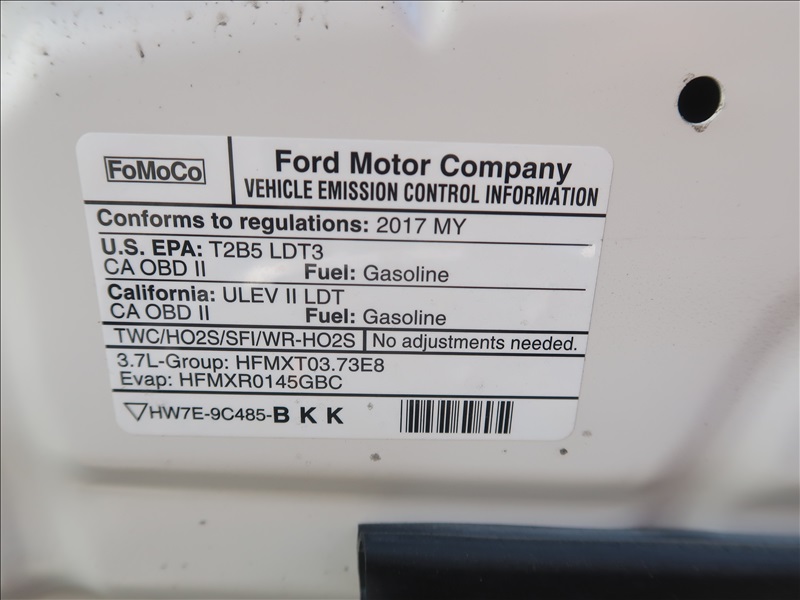 FoMoCo
Ford Motor Company
VEHICLE EMISSION CONTROL INFORMATION
Conforms to regulations: 2017 MY
U.S. EPA: T2B5 LDT3
CA OBD II Fuel: Gasoline
California: ULEV II LDT
CA OBD II Fuel: Gasoline
TWC/HO2S/SFI/WR-HO2S No adjustments needed.
3.7L-Group: HFMXT03.73E8
Evap: HFMXR0145GBC
HW7E-9C485-B K K